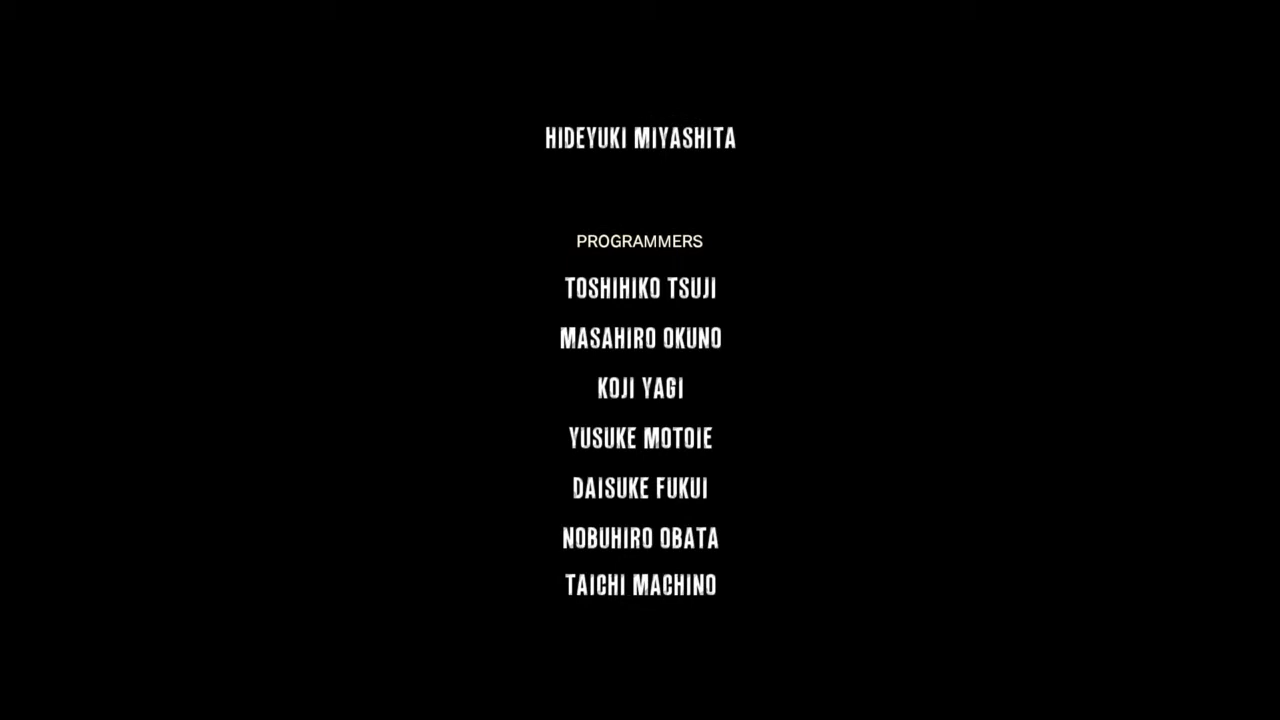 HIDEYUKI MIYASHITA
PROGRAMMERS
TOSHIHIKO TSUJI
MASAHIRO OKUNO
KOJI YAGI
YUSUKE MOTOIE
DAISUKE FUKUI
NOBUHIRO OBATA
TAICHI MACHINO